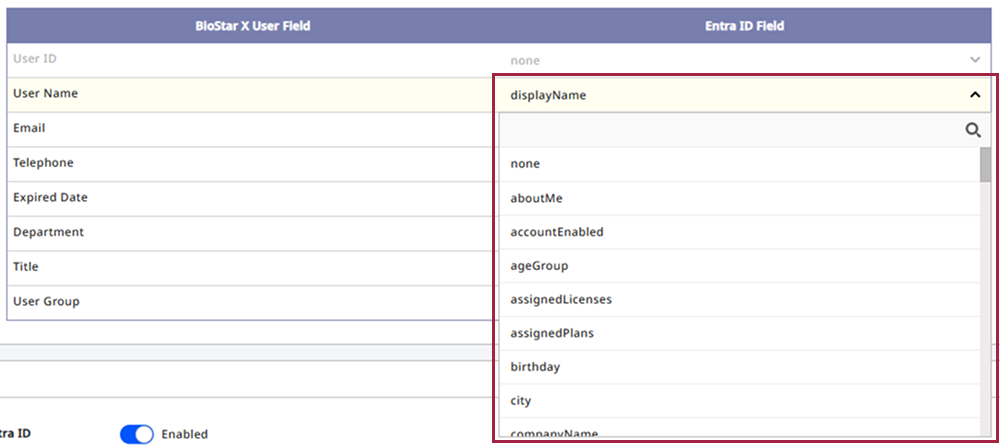 BioStar X User Field
Entra ID Field
User ID
none
User Name
displayName
Email
Telephone
Expired Date
Department
Title
User Group
none
aboutMe
accountEnabled
ageGroup
assignedLicenses
assignedPlans
birthday
city
companyName
tra ID
Enabled